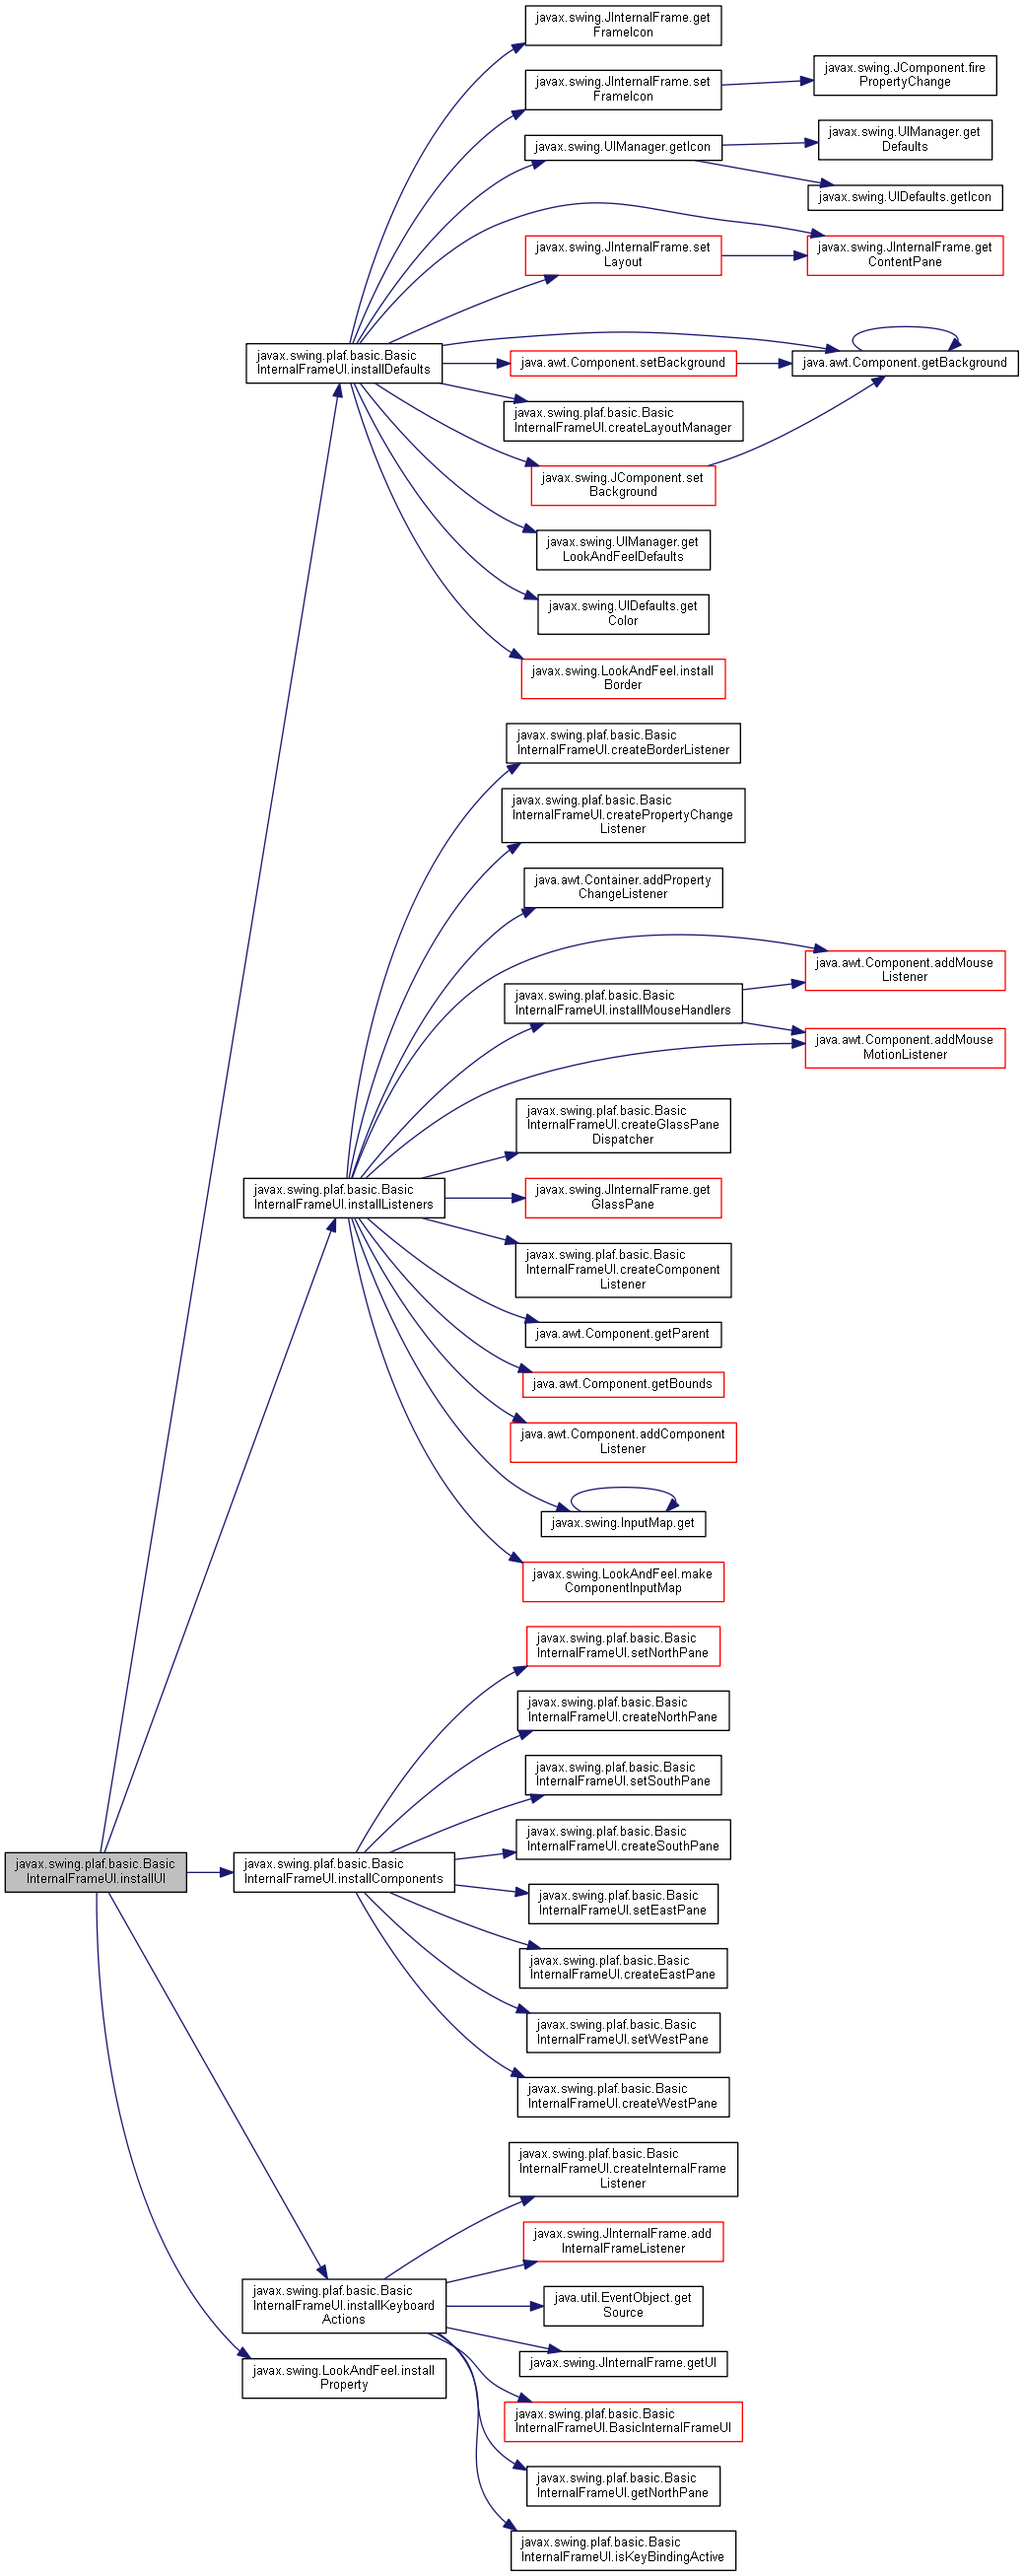 javax.swing.JInternalFrame.get
FrameIcon
javax.swing.JInternalFrame.set
FrameIcon
javax.swing.JComponent.fire
PropertyChange
javax.swing.UIManager.getIcon
javax.swing.UIManager.get
Defaults
javax.swing.UIDefaults.getIcon
javax.swing.JInternalFrame.set
Layout
javax.swing.JInternalFrame.get
ContentPane
javax.swing.plaf.basic.Basic
InternalFrameUI.installDefaults
java.awt.Component.setBackground
java.awt.Component.getBackground
javax.swing.plaf.basic.Basic
InternalFrameUI.createLayoutManager
javax.swing.JComponent.set
Background
javax.swing.UIManager.get
LookAndFeelDefaults
javax.swing.UIDefaults.get
Color
javax.swing.LookAndFeel.install
Border
javax.swing.plaf.basic.Basic
InternalFrameUI.createBorderListener
javax.swing.plaf.basic.Basic
InternalFrameUI.createPropertyChange
Listener
java.awt.Container.addProperty
ChangeListener
java.awt.Component.addMouse
Listener
javax.swing.plaf.basic.Basic
InternalFrameUI.installMouseHandlers
java.awt.Component.addMouse
MotionListener
javax.swing.plaf.basic.Basic
InternalFrameUI.createGlassPane
Dispatcher
javax.swing.plaf.basic.Basic
InternalFrameUI.installListeners
javax.swing.JInternalFrame.get
GlassPane
javax.swing.plaf.basic.Basic
InternalFrameUI.createComponent
Listener
java.awt.Component.getParent
java.awt.Component.getBounds
java.awt.Component.addComponent
Listener
javax.swing.InputMap.get
javax.swing.LookAndFeel.make
ComponentInputMap
javax.swing.plaf.basic.Basic
InternalFrameUI.setNorthPane
javax.swing.plaf.basic.Basic
InternalFrameUI.createNorthPane
javax.swing.plaf.basic.Basic
InternalFrameUI.setSouthPane
javax.swing.plaf.basic.Basic
InternalFrameUI.createSouthPane
javax.swing.plaf.basic.Basic
InternalFrameUI.installUI
javax.swing.plaf.basic.Basic
InternalFrameUI.installComponents
javax.swing.plaf.basic.Basic
InternalFrameUI.setEastPane
javax.swing.plaf.basic.Basic
InternalFrameUI.createEastPane
javax.swing.plaf.basic.Basic
InternalFrameUI.setWestPane
javax.swing.plaf.basic.Basic
InternalFrameUI.createWestPane
javax.swing.plaf.basic.Basic
InternalFrameUI.createInternalFrame
Listener
javax.swing.JInternalFrame.add
InternalFrameListener
javax.swing.plaf.basic.Basic
InternalFrameUI.installKeyboard
Actions
java.util.EventObject.get
Source
javax.swing.JInternalFrame.getUI
javax.swing.LookAndFeel.install
Property
javax.swing.plaf.basic.Basic
InternalFrameUI.BasicInternalFrameUI
javax.swing.plaf.basic.Basic
InternalFrameUI.getNorthPane
javax.swing.plaf.basic.Basic
InternalFrameUI.isKeyBindingActive